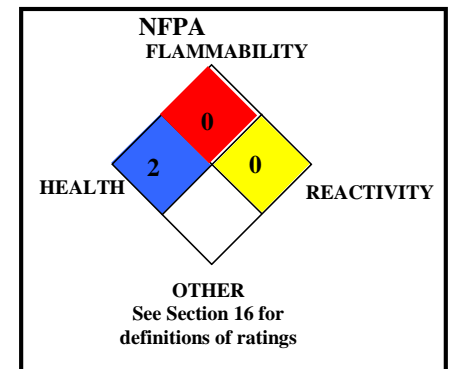 NFPA
FLAMMABILITY
0
2
0
HEALTH
REACTIVITY
OTHER
See Section 16 for
definitions of ratings